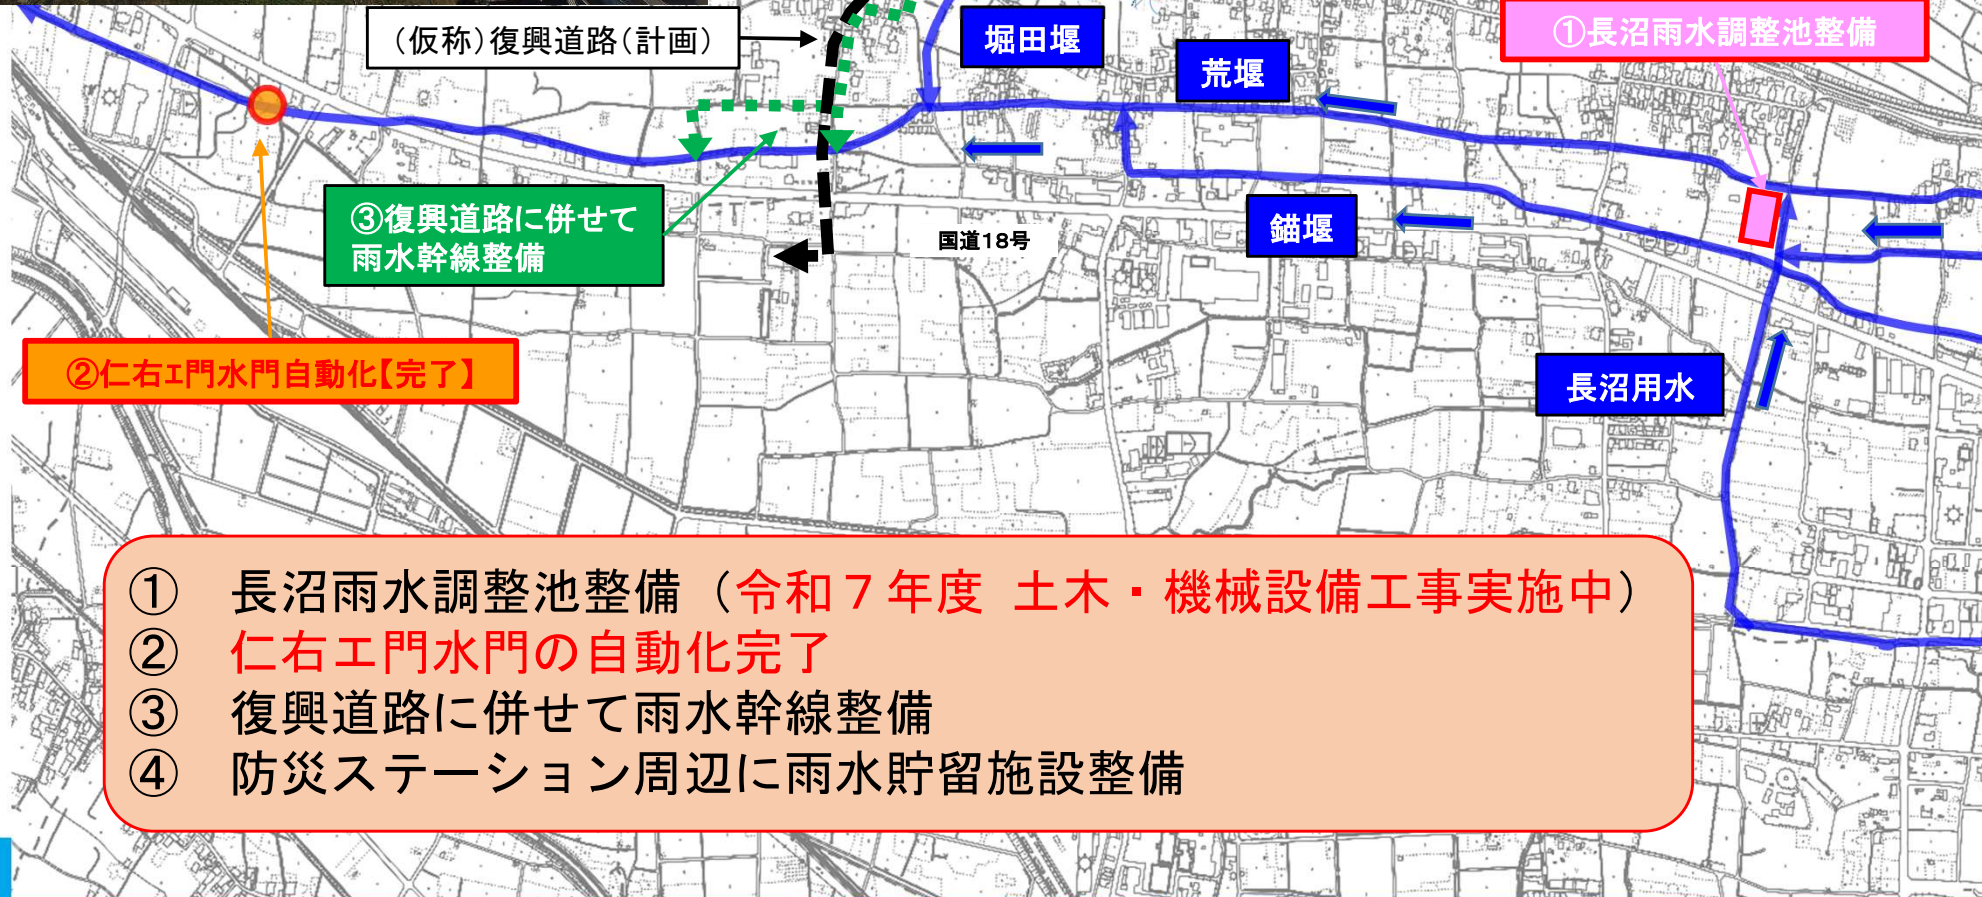 (仮称)復興道路(計画)
堀田堰
①長沼雨水調整池整備
荒堰
③復興道路に併せて
雨水幹線整備
錨堰
国道18号
②仁右エ門水門自動化【完了】
長沼用水
① 長沼雨水調整池整備（令和７年度 土木・機械設備工事実施中）
② 仁右エ門水門の自動化完了
③ 復興道路に併せて雨水幹線整備
④ 防災ステーション周辺に雨水貯留施設整備